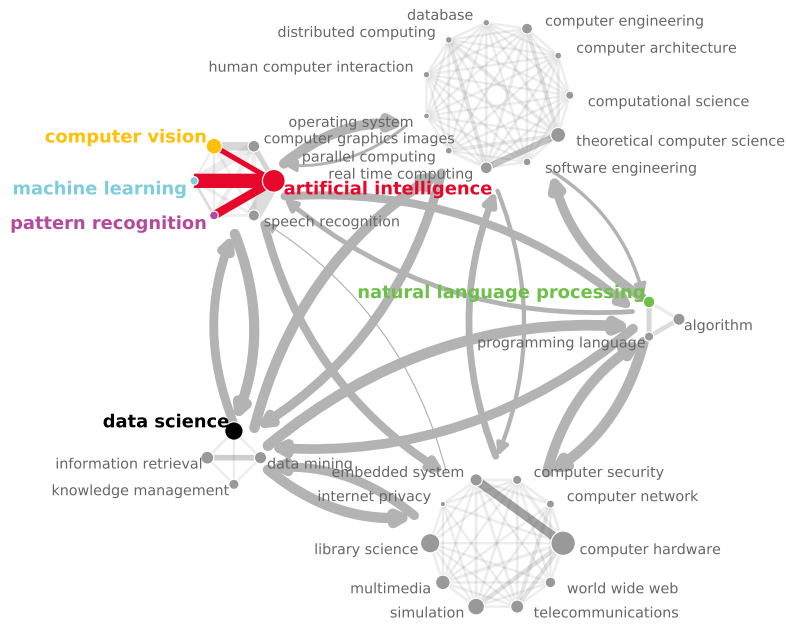 database
computer engineering
distributed computing
computer architecture
human computer interaction
computational science
operating system
computer vision
computer graphics images
theoretical computer science
parallel computing
software engineering
real time computing
machine learning
artificial intelligence
pattern recognition
speech recognition
natural language processing
algorithm
programming language
data science
information retrieval
data mining
embedded system
computer security
knowledge management
internet privacy
computer network
library science
computer hardware
multimedia
world wide web
simulation
telecommunications